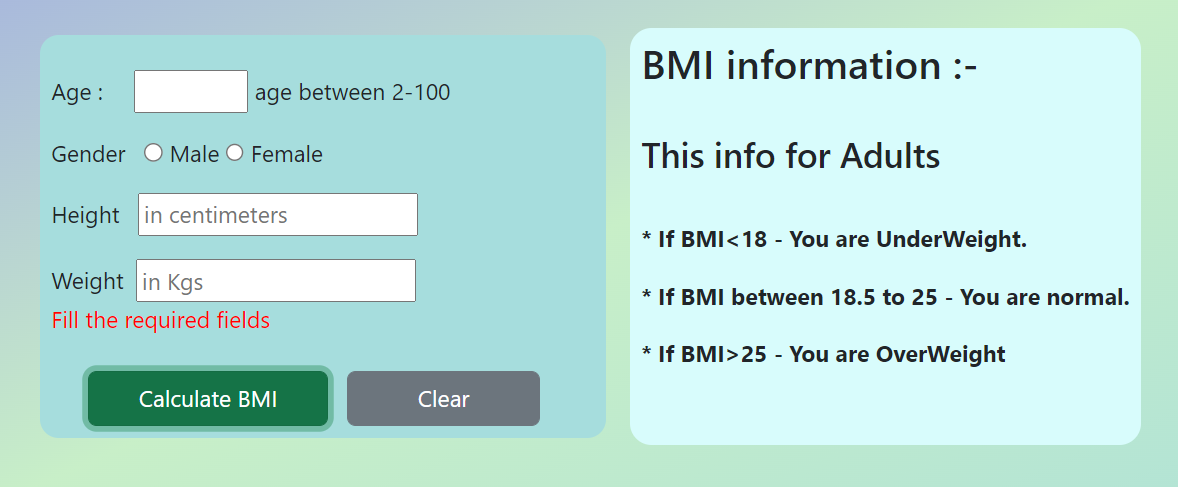 Age : age between 2-100
Gender Male Female
Height in centimeters
Weight in Kgs
Fill the required fields
Calculate BMI Clear
BMI information :-
This info for Adults
* If BMI<18 - You are UnderWeight.
* If BMI between 18.5 to 25 - You are normal.
* If BMI>25 - You are OverWeight